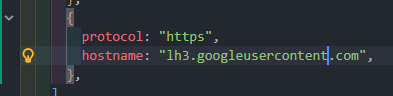 },
{
protocol: "https",
hostname: "lh3.googleusercontent.com",
},
]